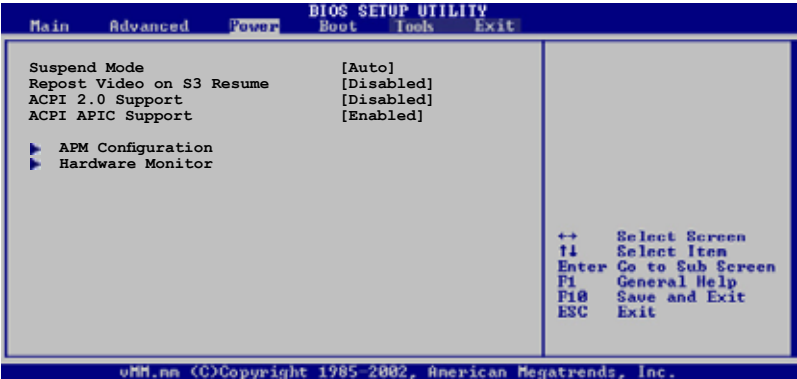 BIOS SETUP UTILITY
Main Advanced Power Boot Tools Exit
Suspend Mode [Auto]
Repost Video on S3 Resume [Disabled]
ACPI 2.0 Support [Disabled]
ACPI APIC Support [Enabled]
APM Configuration
Hardware Monitor
↔ Select Screen
↑↓ Select Item
Enter Go to Sub Screen
F1 General Help
F10 Save and Exit
ESC Exit
vMM.nn (C)Copyright 1985-2002, American Megatrends, Inc.